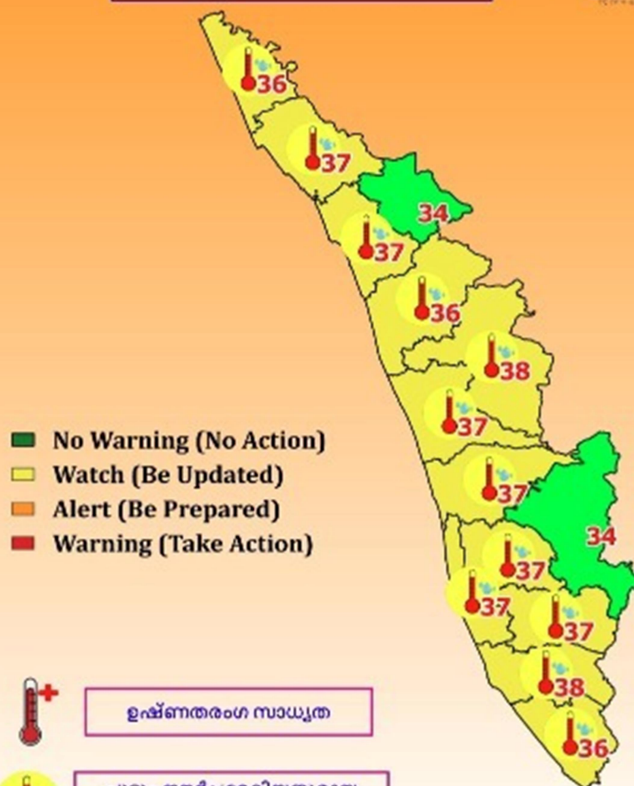 36
37
34
37
36
38
37
37
34
37
37
37
38
36
No Warning (No Action)
Watch (Be Updated)
Alert (Be Prepared)
Warning (Take Action)
ഉഷ്ണതരംഗ സാധ്യത